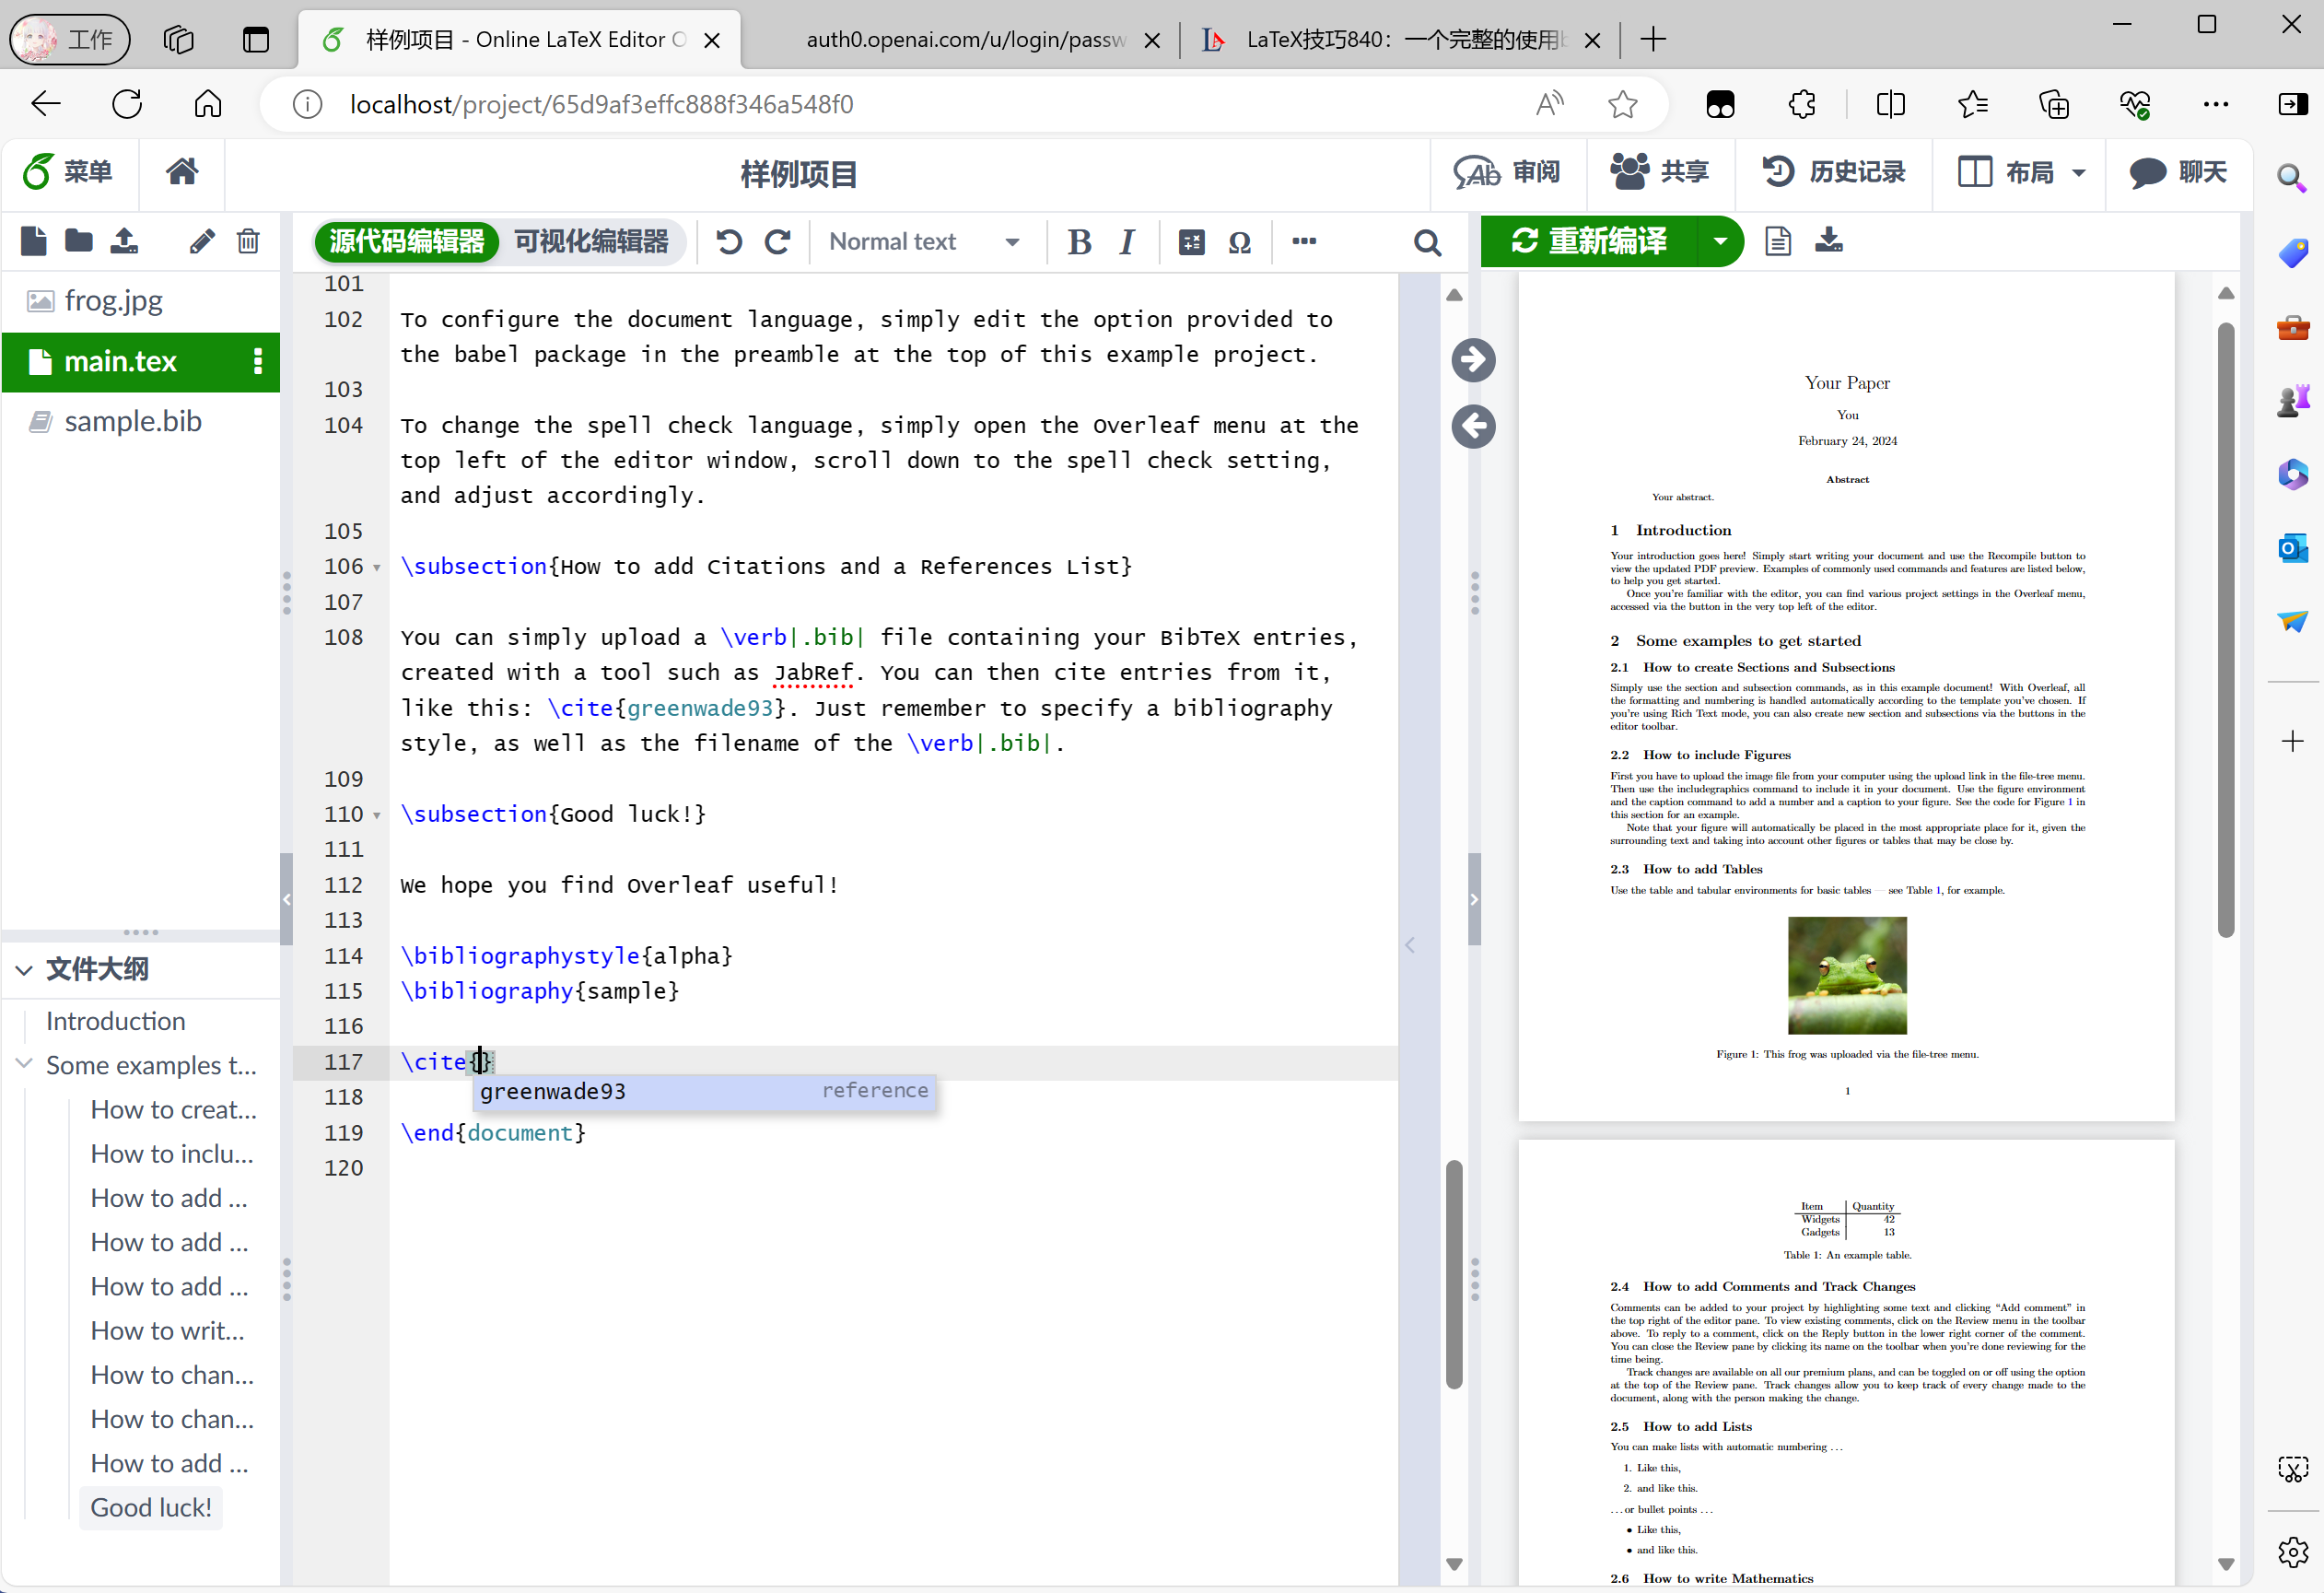 工作
样例项目 - Online LaTeX Editor O
auth0.openai.com/u/login/passw
LaTeX技巧840：一个完整的使用b
localhost/project/65d9af3effc888f346a548f0
菜单
样例项目
审阅
共享
历史记录
布局
聊天
源代码编辑器
可视化编辑器
Normal text
B
I
Ω
重新编译
frog.jpg
main.tex
sample.bib
文件大纲
Introduction
Some examples t...
How to creat...
How to inclu...
How to add ...
How to add ...
How to add ...
How to writ...
How to chan...
How to chan...
How to add ...
Good luck!
101
102 To configure the document language, simply edit the option provided to
the babel package in the preamble at the top of this example project.
103
104 To change the spell check language, simply open the Overleaf menu at the
top left of the editor window, scroll down to the spell check setting,
and adjust accordingly.
105
106 \subsection{How to add Citations and a References List}
107
108 You can simply upload a \verb|.bib| file containing your BibTeX entries,
created with a tool such as JabRef. You can then cite entries from it,
like this: \cite{greenwade93}. Just remember to specify a bibliography
style, as well as the filename of the \verb|.bib|.
109
110 \subsection{Good luck!}
111
112 We hope you find Overleaf useful!
113
114 \bibliographystyle{alpha}
115 \bibliography{sample}
116
117 \cite{}
greenwade93 reference
118
119 \end{document}
120
Your Paper
You
February 24, 2024
Abstract
Your abstract.
1 Introduction
Your introduction goes here! Simply start writing your document and use the Recompile button to
view the updated PDF preview. Examples of commonly used commands and features are listed below,
to help you get started.
Once you're familiar with the editor, you can find various project settings in the Overleaf menu,
accessed via the button in the very top left of the editor.
2 Some examples to get started
2.1 How to create Sections and Subsections
Simply use the section and subsection commands, as in this example document! With Overleaf, all
the formatting and numbering is handled automatically according to the template you've chosen. If
you're using Rich Text mode, you can also create new section and subsections via the buttons in the
editor toolbar.
2.2 How to include Figures
First you have to upload the image file from your computer using the upload link in the file-tree menu.
Then use the includegraphics command to include it in your document. Use the figure environment
and the caption command to add a number and a caption to your figure. See the code for Figure 1 in
this section for an example.
Note that your figure will automatically be placed in the most appropriate place for it, given the
surrounding text and taking into account other figures or tables that may be close by.
2.3 How to add Tables
Use the table and tabular environments for basic tables — see Table 1, for example.
Figure 1: This frog was uploaded via the file-tree menu.
1
Item Quantity
Widgets 42
Gadgets 13
Table 1: An example table.
2.4 How to add Comments and Track Changes
Comments can be added to your project by highlighting some text and clicking “Add comment” in
the top right of the editor pane. To view existing comments, click on the Review menu in the toolbar
above. To reply to a comment, click on the Reply button in the lower right corner of the comment.
You can close the Review pane by clicking its name on the toolbar when you're done reviewing for the
time being.
Track changes are available on all our premium plans, and can be toggled on or off using the option
at the top of the Review pane. Track changes allow you to keep track of every change made to the
document, along with the person making the change.
2.5 How to add Lists
You can make lists with automatic numbering ...
1. Like this,
2. and like this.
...or bullet points ...
• Like this,
• and like this.
2.6 How to write Mathematics